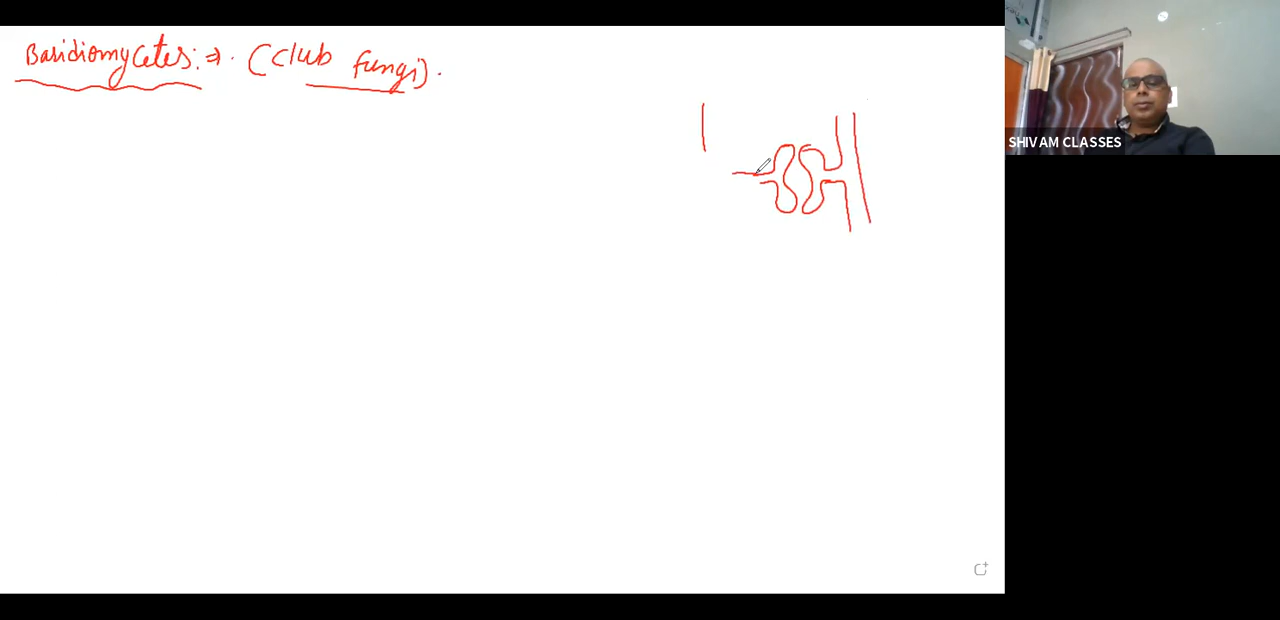 Basidiomycetes :⇒ . (Club fungi).
SHIVAM CLASSES